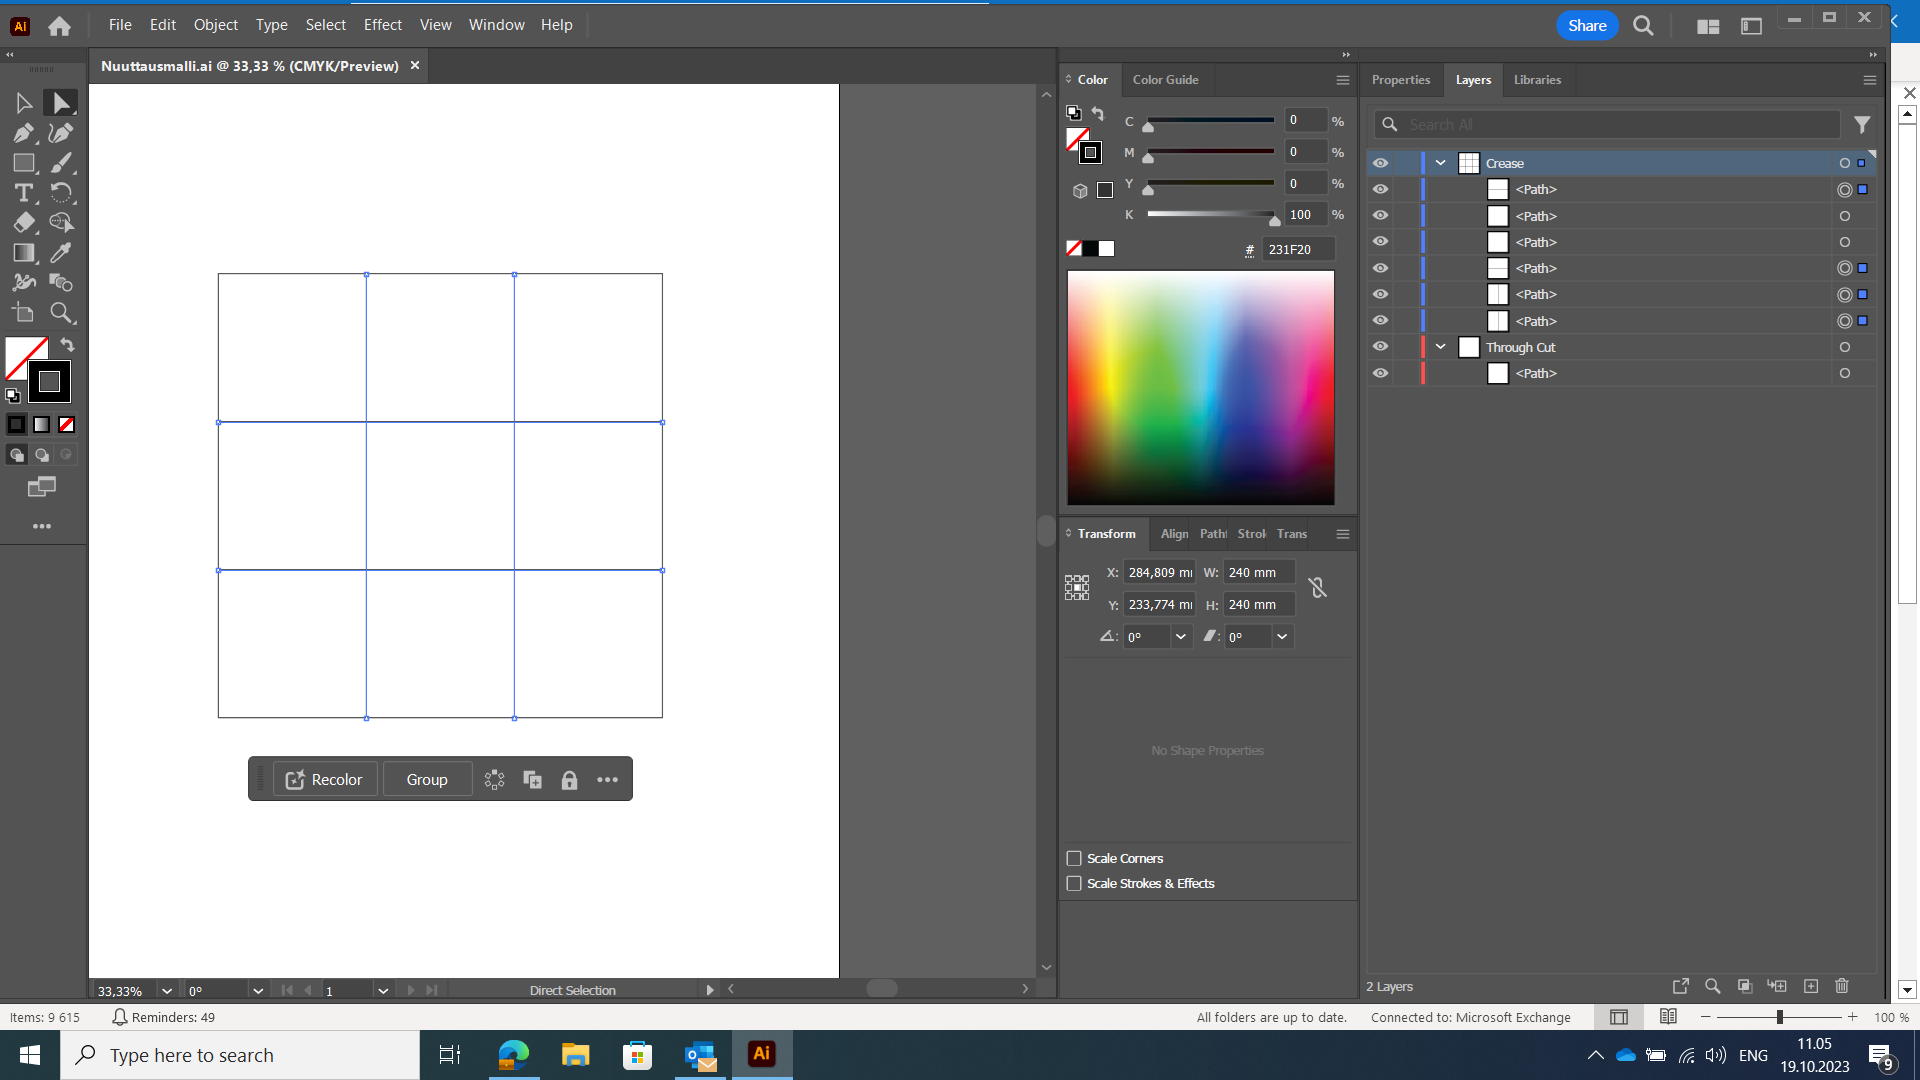 Ai File Edit Object Type Select Effect View Window Help Share
Nuuttausmalli.ai @ 33,33 % (CMYK/Preview)
Recolor Group
33,33% 0° 1 Direct Selection
Color Color Guide
C 0 %
M 0 %
Y 0 %
K 100 %
# 231F20
Transform Align Pathf Strok Trans
X: 284,809 m W: 240 mm
Y: 233,774 m H: 240 mm
0° 0°
No Shape Properties
Scale Corners
Scale Strokes & Effects
Properties Layers Libraries
Search All
Crease
<Path>
<Path>
<Path>
<Path>
<Path>
<Path>
Through Cut
<Path>
2 Layers
Items: 9 615 Reminders: 49 All folders are up to date. Connected to: Microsoft Exchange 100 %
Type here to search Ai ENG 11.05
19.10.2023 9